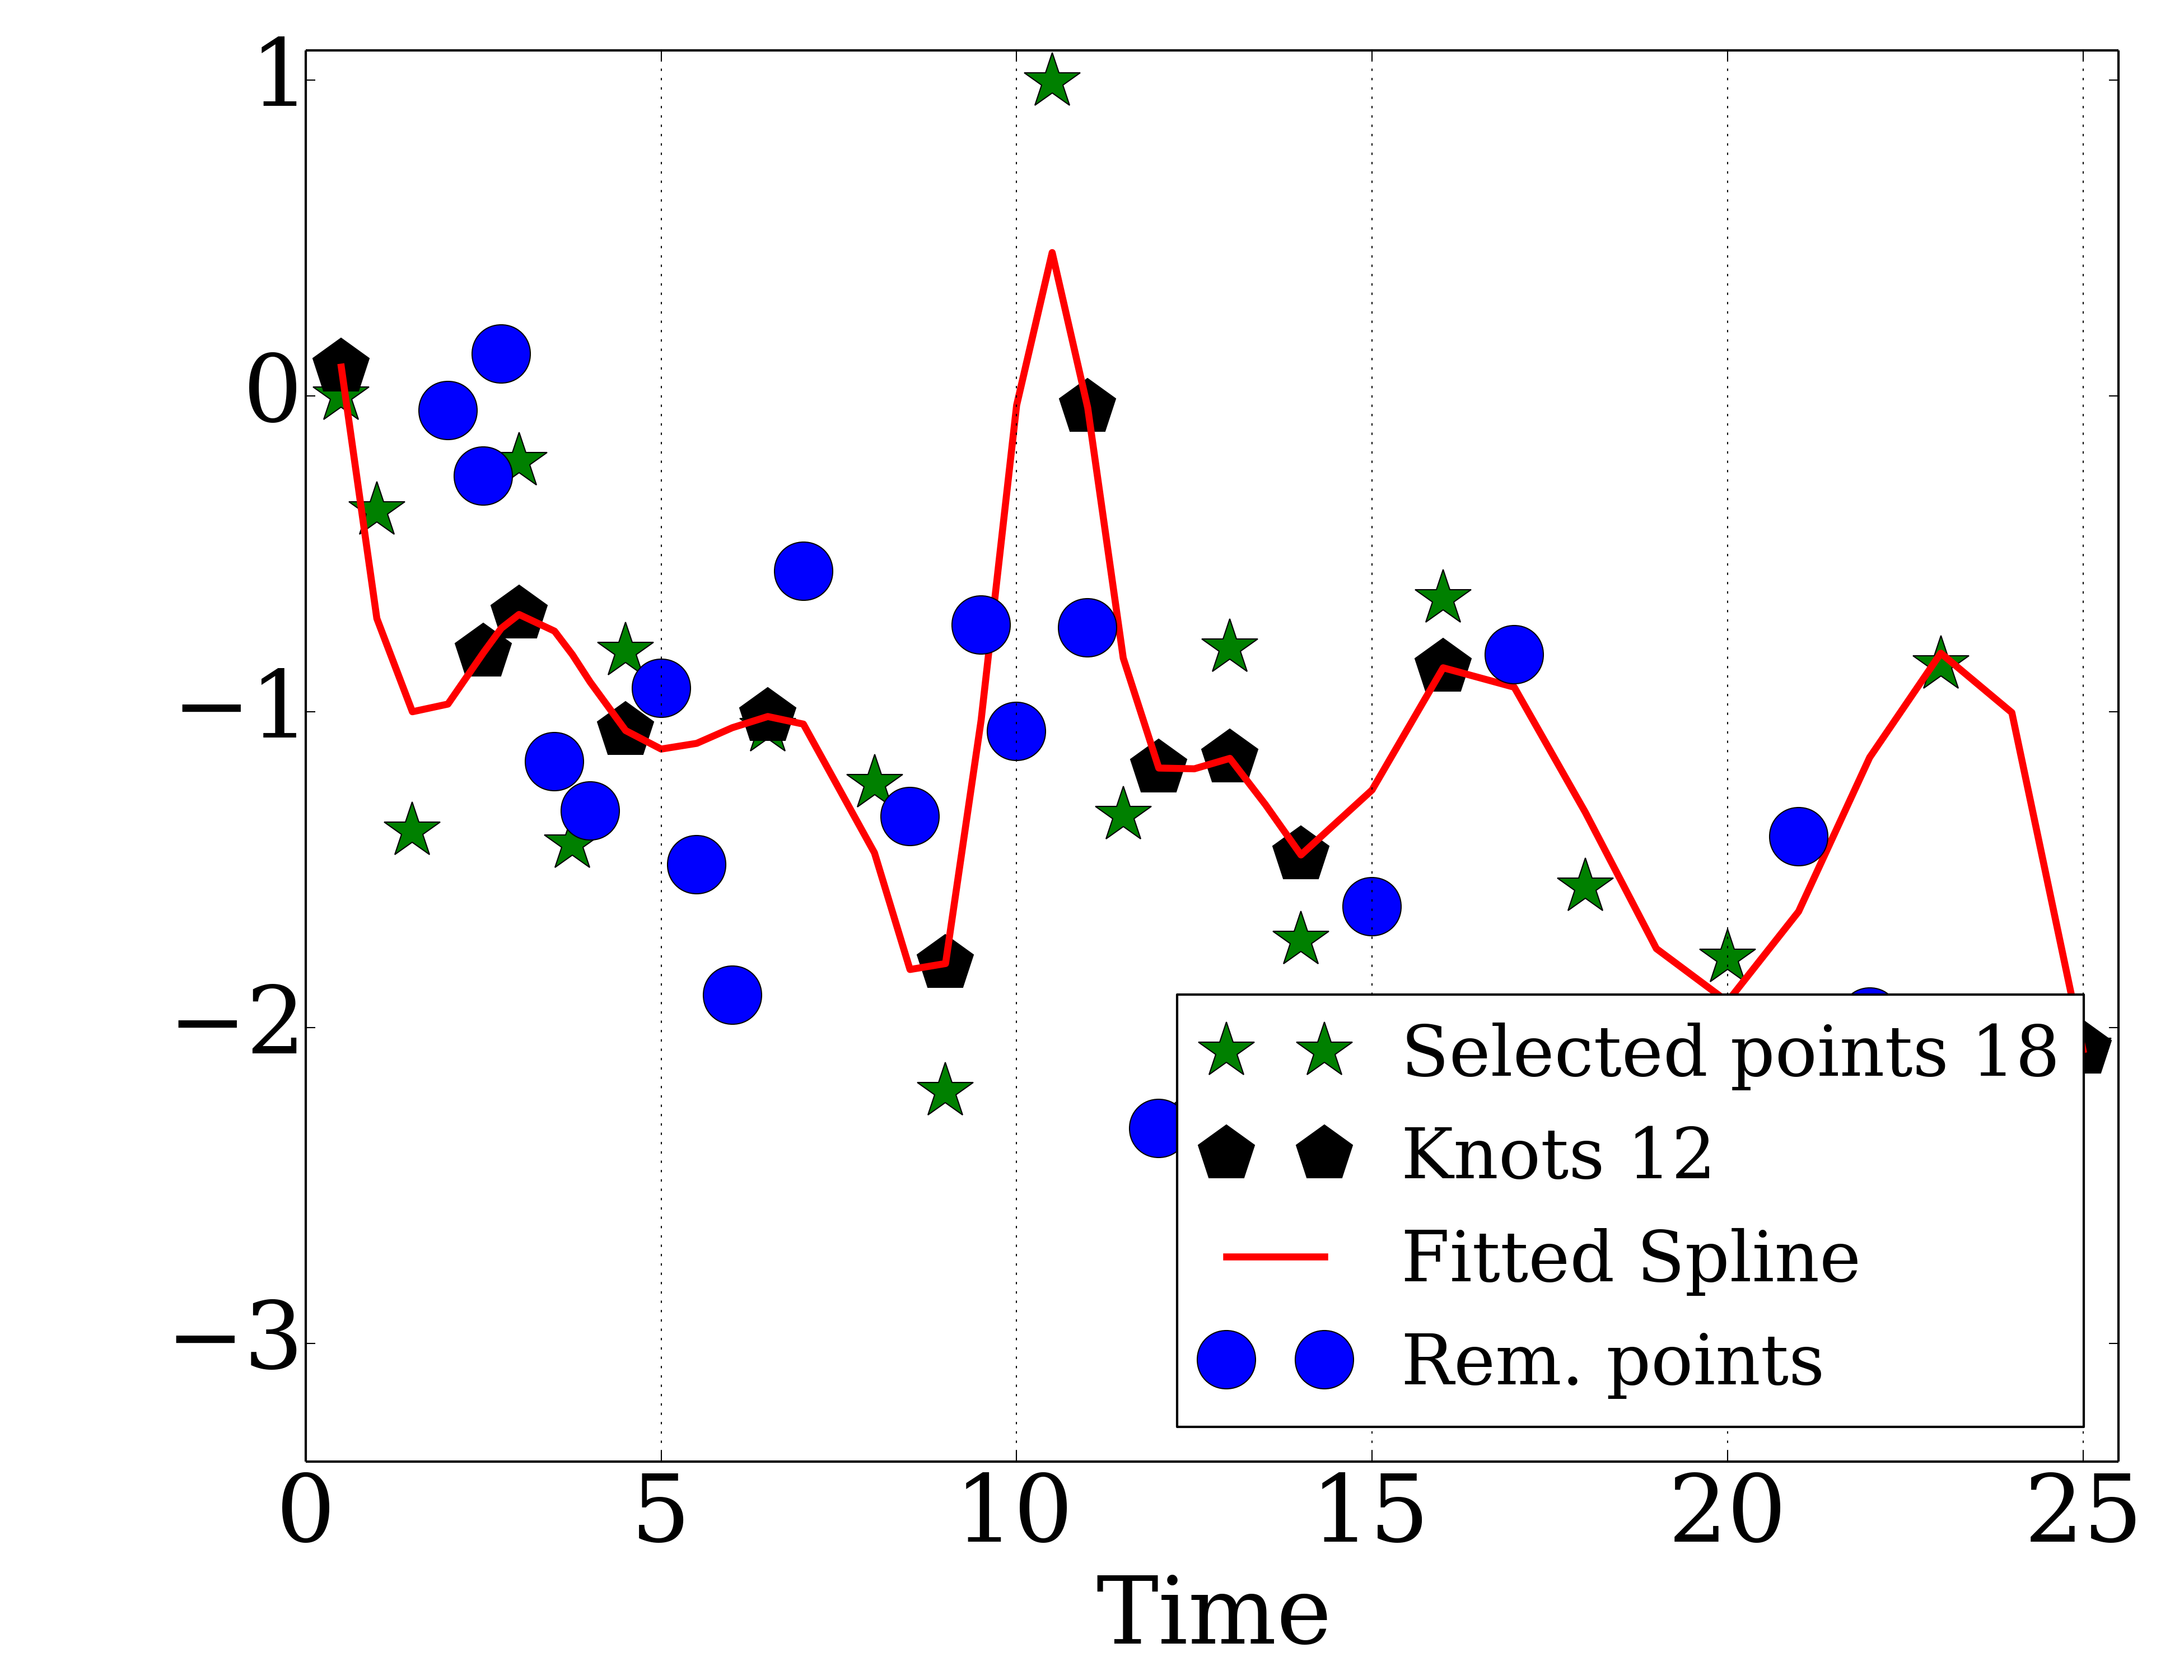 1
0
−1
−2
−3
Selected points 18
Knots 12
Fitted Spline
Rem. points
0 5 10 15 20 25
Time